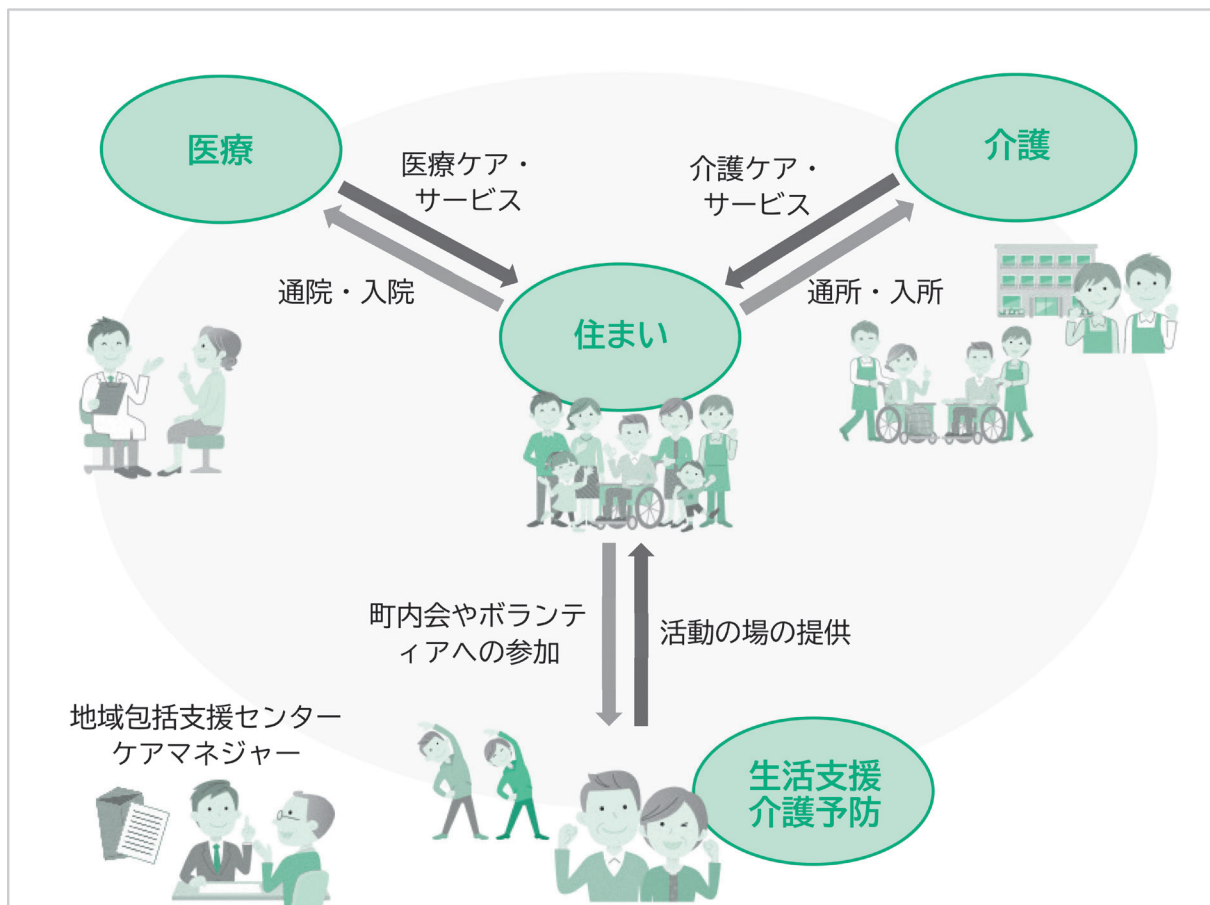 医療
介護
医療ケア・
サービス
介護ケア・
サービス
通院・入院
通所・入所
住まい
町内会やボランテ
ィアへの参加
活動の場の提供
地域包括支援センター
ケアマネジャー
生活支援
介護予防